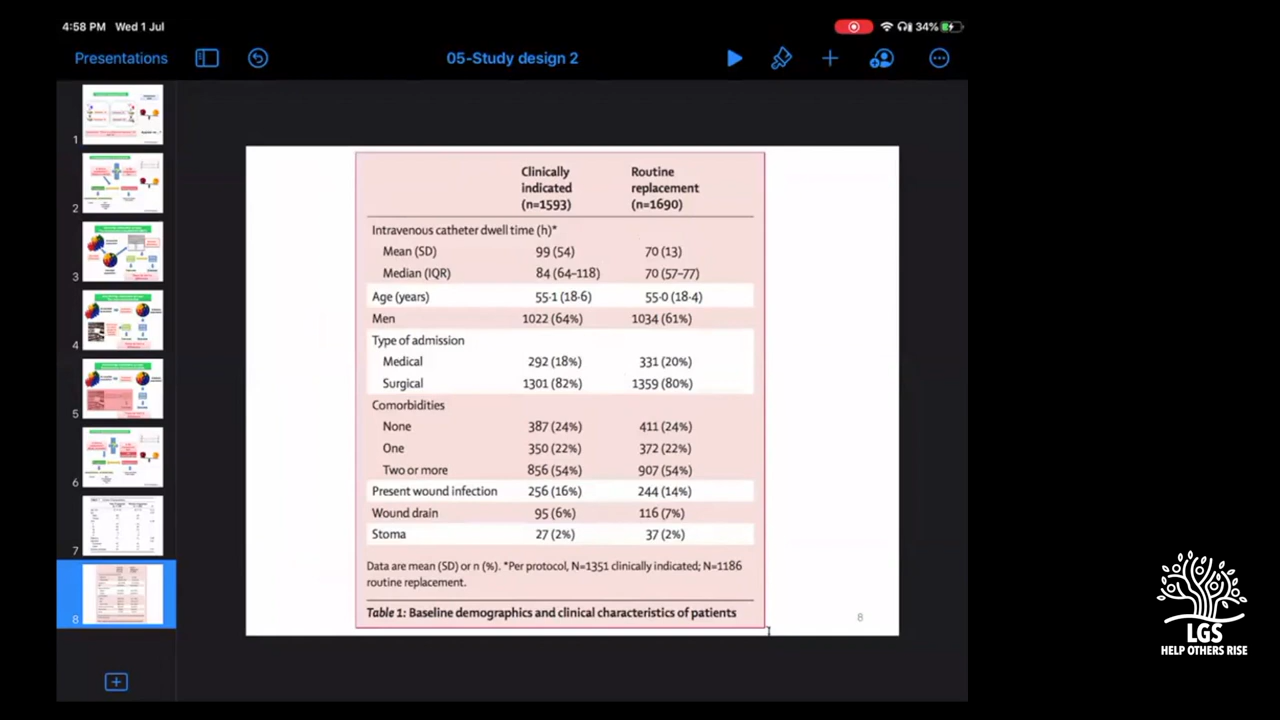 4:58 PM Wed 1 Jul
34%
Presentations
05-Study design 2
1
2
3
4
5
6
7
8
Clinically indicated (n=1593)
Routine replacement (n=1690)
Intravenous catheter dwell time (h)*
Mean (SD) 99 (54) 70 (13)
Median (IQR) 84 (64–118) 70 (57–77)
Age (years) 55·1 (18·6) 55·0 (18·4)
Men 1022 (64%) 1034 (61%)
Type of admission
Medical 292 (18%) 331 (20%)
Surgical 1301 (82%) 1359 (80%)
Comorbidities
None 387 (24%) 411 (24%)
One 350 (22%) 372 (22%)
Two or more 856 (54%) 907 (54%)
Present wound infection 256 (16%) 244 (14%)
Wound drain 95 (6%) 116 (7%)
Stoma 27 (2%) 37 (2%)
Data are mean (SD) or n (%). *Per protocol, N=1351 clinically indicated; N=1186
routine replacement.
Table 1: Baseline demographics and clinical characteristics of patients
8
LGS
HELP OTHERS RISE